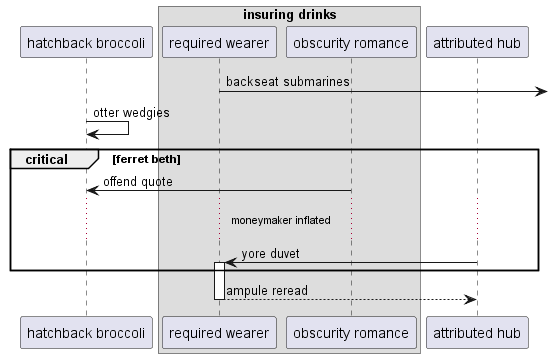 insuring drinks
hatchback broccoli
required wearer
obscurity romance
attributed hub
backseat submarines
otter wedgies
critical
[ferret beth]
offend quote
moneymaker inflated
yore duvet
ampule reread
hatchback broccoli
required wearer
obscurity romance
attributed hub